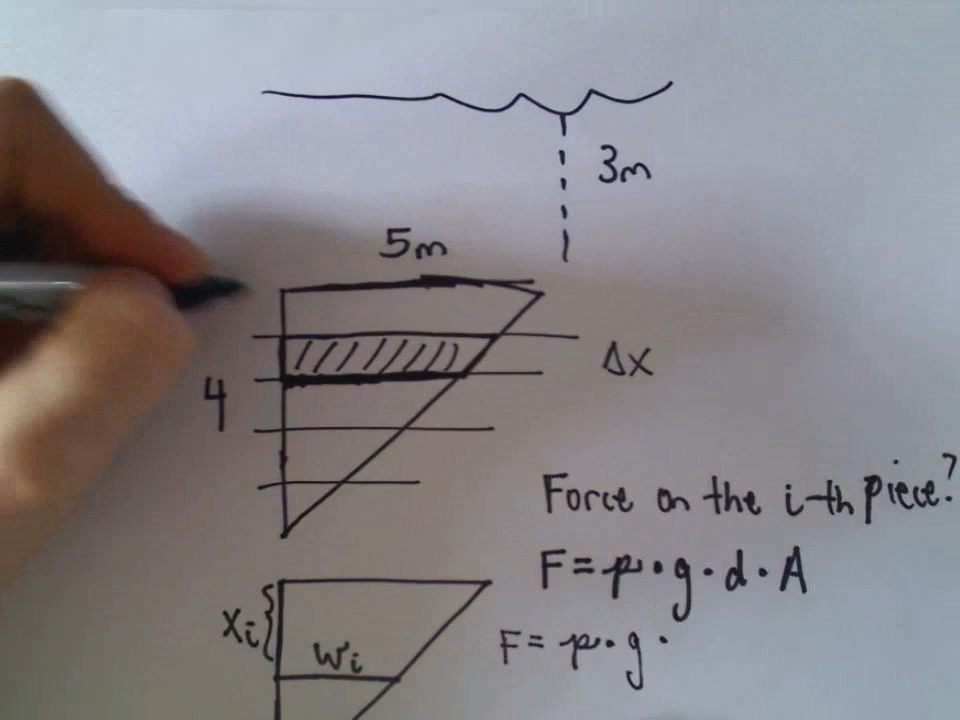 3m
5m
Δx
4
Force on the i-th piece?
F = ρ · g · d · A
xi
wi
F = ρ · g ·